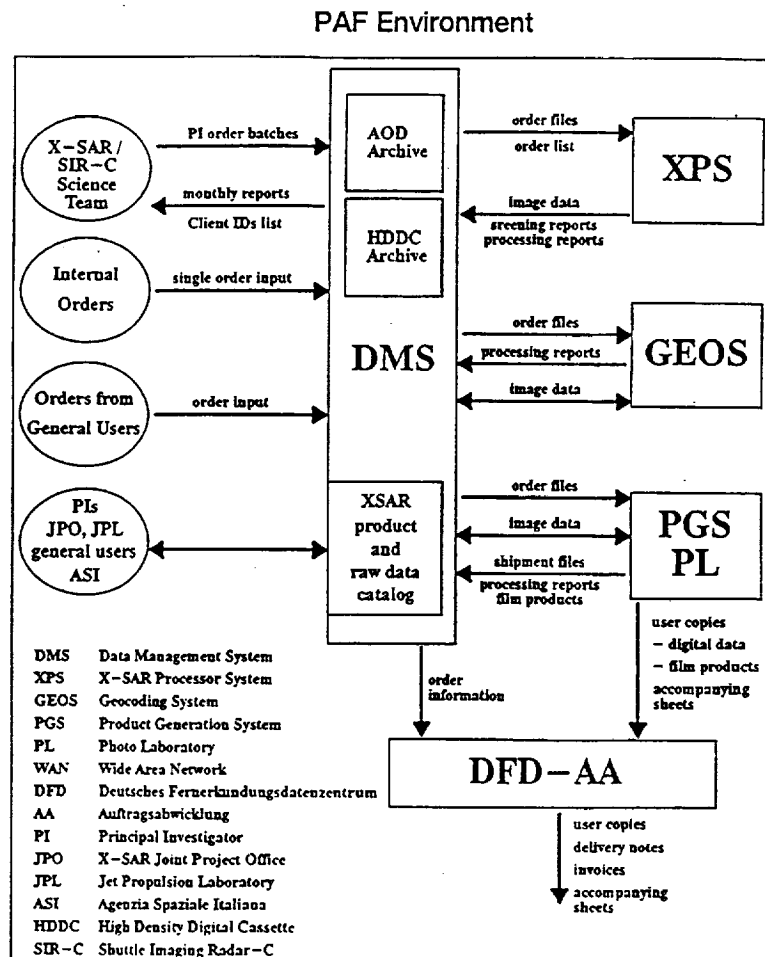 PAF Environment
X-SAR /
SIR-C
Science
Team
PI order batches
monthly reports
Client IDs list
AOD
Archive
HDDC
Archive
order files
order list
XPS
image data
sreening reports
processing reports
Internal
Orders
single order input
DMS
order files
processing reports
image data
GEOS
Orders from
General Users
order input
PIs
JPO, JPL
general users
ASI
XSAR
product
and
raw data
catalog
order files
image data
shipment files
processing reports
film products
PGS
PL
user copies
- digital data
- film products
accompanying
sheets
order
information
DFD-AA
user copies
delivery notes
invoices
accompanying
sheets
DMS Data Management System
XPS X-SAR Processor System
GEOS Geocoding System
PGS Product Generation System
PL Photo Laboratory
WAN Wide Area Network
DFD Deutsches Fernerkundungsdatenzentrum
AA Auftragsabwicklung
PI Principal Investigator
JPO X-SAR Joint Project Office
JPL Jet Propulsion Laboratory
ASI Agenzia Spaziale Italiana
HDDC High Density Digital Cassette
SIR-C Shuttle Imaging Radar-C